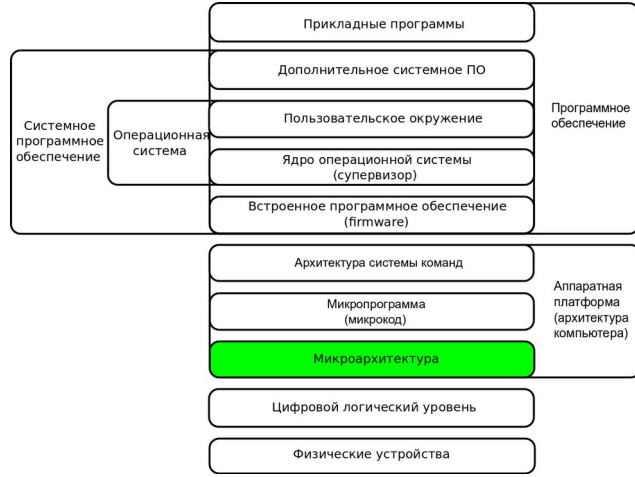 Прикладные программы
Дополнительное системное ПО
Системное
программное
обеспечение
Операционная
система
Пользовательское окружение
Программное
обеспечение
Ядро операционной системы
(супервизор)
Встроенное программное обеспечение
(firmware)
Архитектура системы команд
Микропрограмма
(микрокод)
Аппаратная
платформа
(архитектура
компьютера)
Микроархитектура
Цифровой логический уровень
Физические устройства